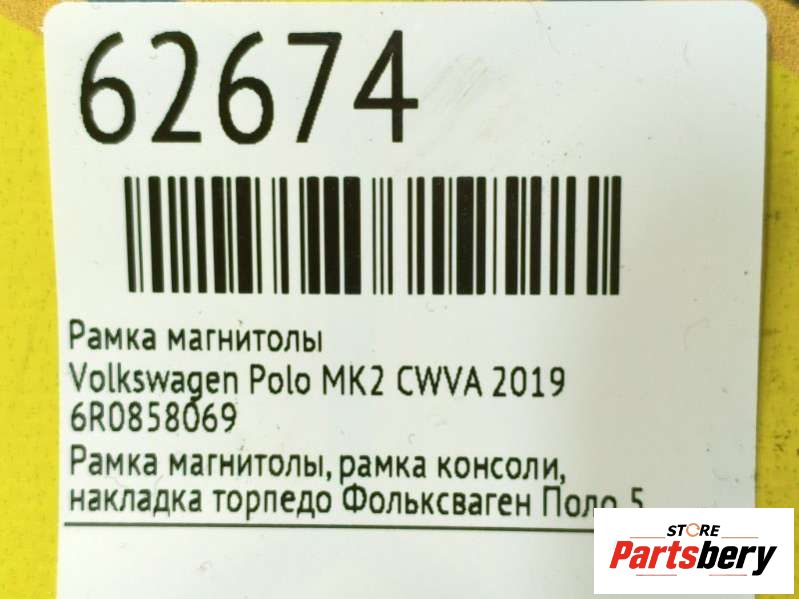 62674
Рамка магнитолы
Volkswagen Polo MK2 CWVA 2019
6R0858069
Рамка магнитолы, рамка консоли,
накладка торпедо Фольксваген Поло 5
STORE
Partsbery